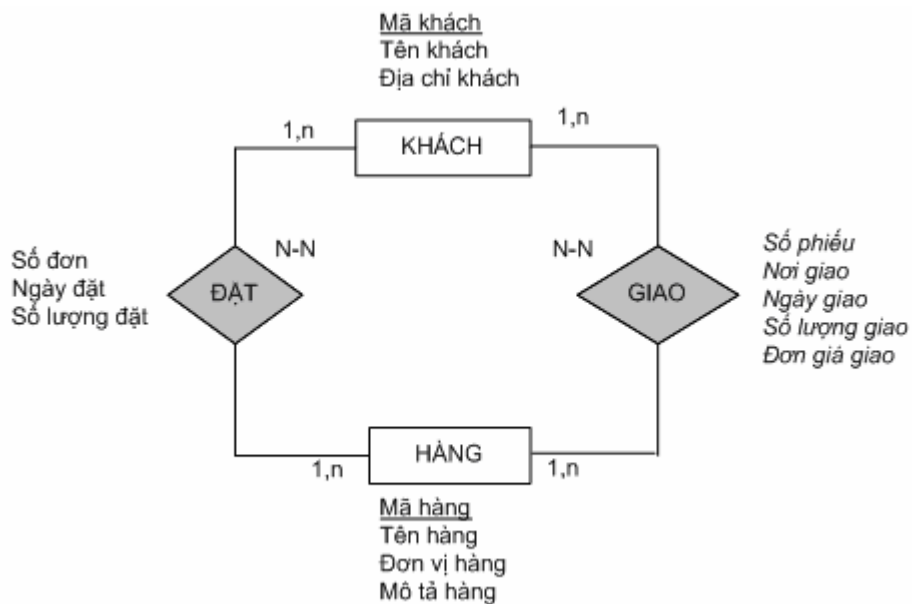 Mã khách
Tên khách
Địa chỉ khách
1,n
KHÁCH
1,n
N-N
N-N
Số đơn
Ngày đặt
Số lượng đặt
ĐẶT
GIAO
Số phiếu
Nơi giao
Ngày giao
Số lượng giao
Đơn giá giao
1,n
HÀNG
1,n
Mã hàng
Tên hàng
Đơn vị hàng
Mô tả hàng